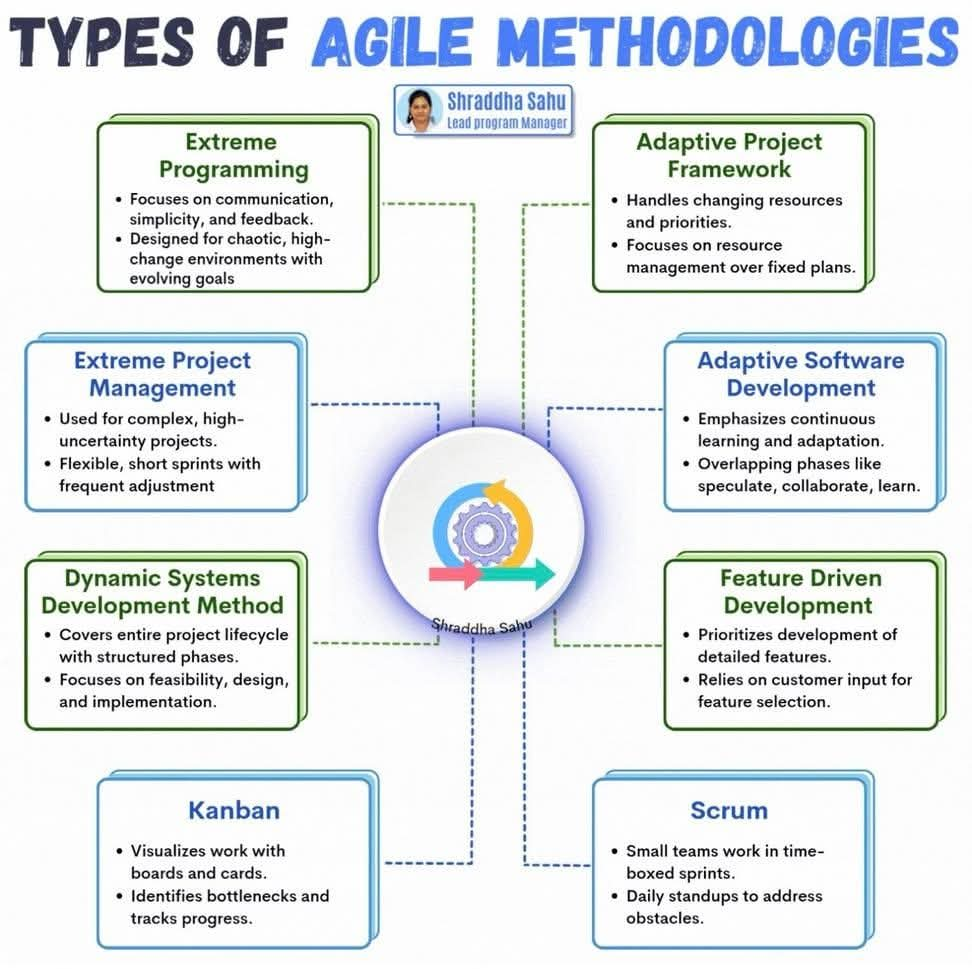 TYPES OF AGILE METHODOLOGIES
Shraddha Sahu
Lead program Manager
Extreme
Programming
• Focuses on communication,
simplicity, and feedback.
• Designed for chaotic, high-
change environments with
evolving goals
Adaptive Project
Framework
• Handles changing resources
and priorities.
• Focuses on resource
management over fixed plans.
Extreme Project
Management
• Used for complex, high-
uncertainty projects.
• Flexible, short sprints with
frequent adjustment
Adaptive Software
Development
• Emphasizes continuous
learning and adaptation.
• Overlapping phases like
speculate, collaborate, learn.
Shraddha Sahu
Dynamic Systems
Development Method
• Covers entire project lifecycle
with structured phases.
• Focuses on feasibility, design,
and implementation.
Feature Driven
Development
• Prioritizes development of
detailed features.
• Relies on customer input for
feature selection.
Kanban
• Visualizes work with
boards and cards.
• Identifies bottlenecks and
tracks progress.
Scrum
• Small teams work in time-
boxed sprints.
• Daily standups to address
obstacles.